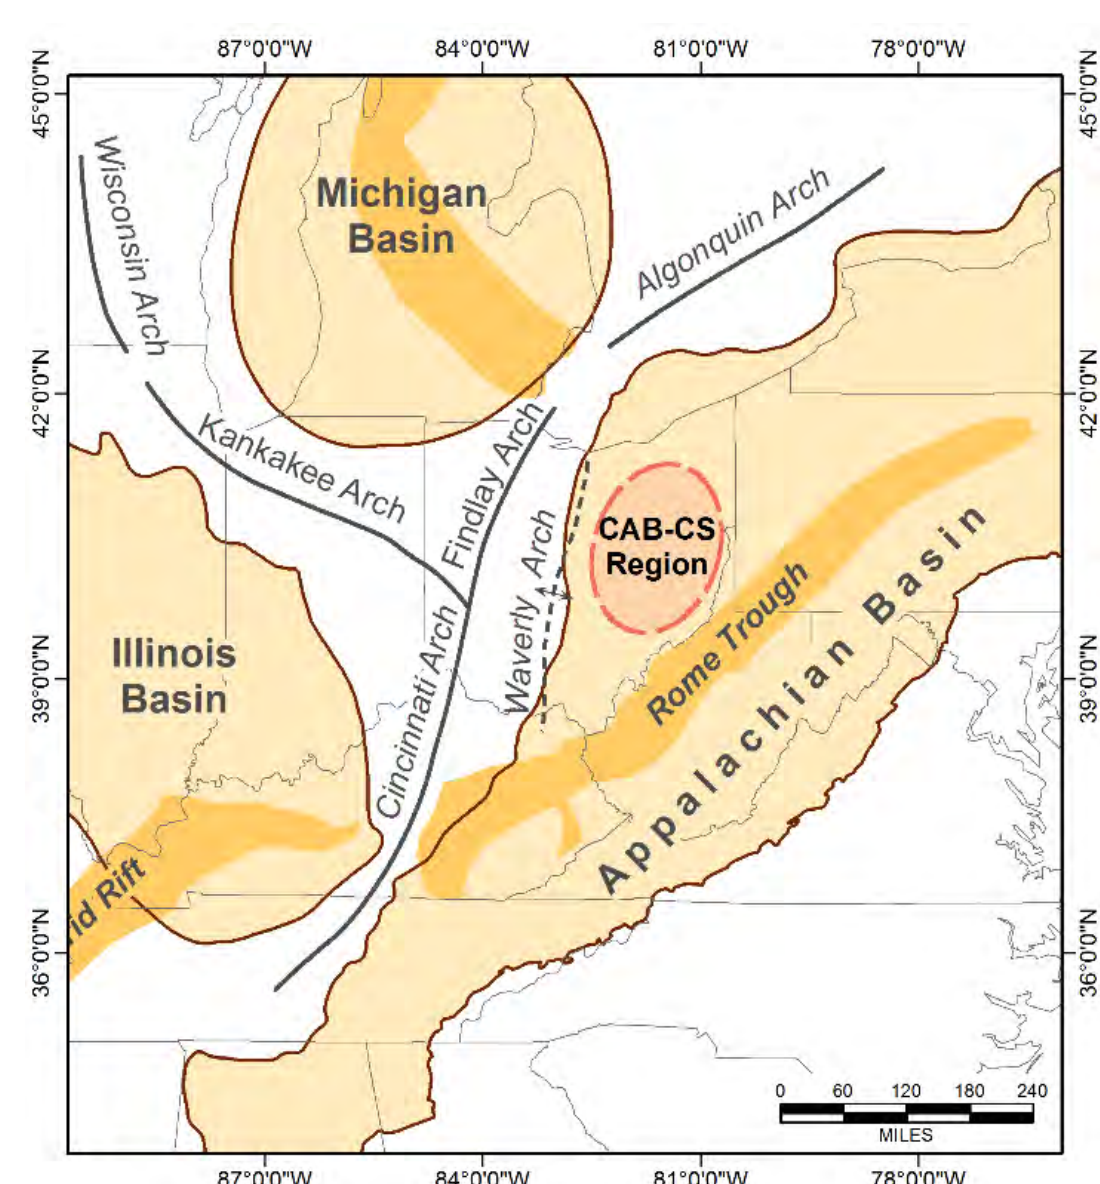 87°0'0"W
84°0'0"W
81°0'0"W
78°0'0"W
45°0'0"N
45°0'0"N
Wisconsin Arch
Michigan
Basin
Algonquin Arch
42°0'0"N
42°0'0"N
Kankakee Arch
Findlay Arch
Waverly Arch
CAB-CS
Region
Rome Trough
Appalachian Basin
Illinois
Basin
Cincinnati Arch
39°0'0"N
39°0'0"N
rid Rift
36°0'0"N
36°0'0"N
0 60 120 180 240
MILES
87°0'0"W
84°0'0"W
81°0'0"W
78°0'0"W